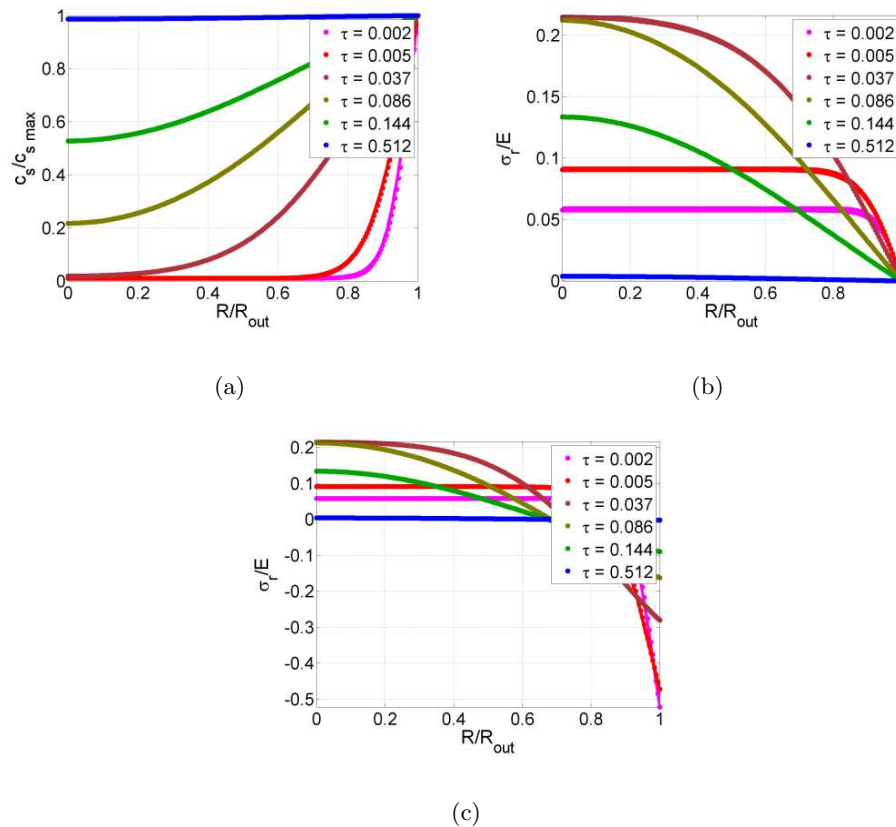 1
0.8
0.6
0.4
0.2
0
c_s/c_s max
0 0.2 0.4 0.6 0.8 1
R/R_out
τ = 0.002
τ = 0.005
τ = 0.037
τ = 0.086
τ = 0.144
τ = 0.512
(a)
0.2
0.15
0.1
0.05
0
σ_r/E
0 0.2 0.4 0.6 0.8
R/R_out
τ = 0.002
τ = 0.005
τ = 0.037
τ = 0.086
τ = 0.144
τ = 0.512
(b)
0.2
0.1
0
-0.1
-0.2
-0.3
-0.4
-0.5
σ_r/E
0 0.2 0.4 0.6 0.8 1
R/R_out
τ = 0.002
τ = 0.005
τ = 0.037
τ = 0.086
τ = 0.144
τ = 0.512
(c)